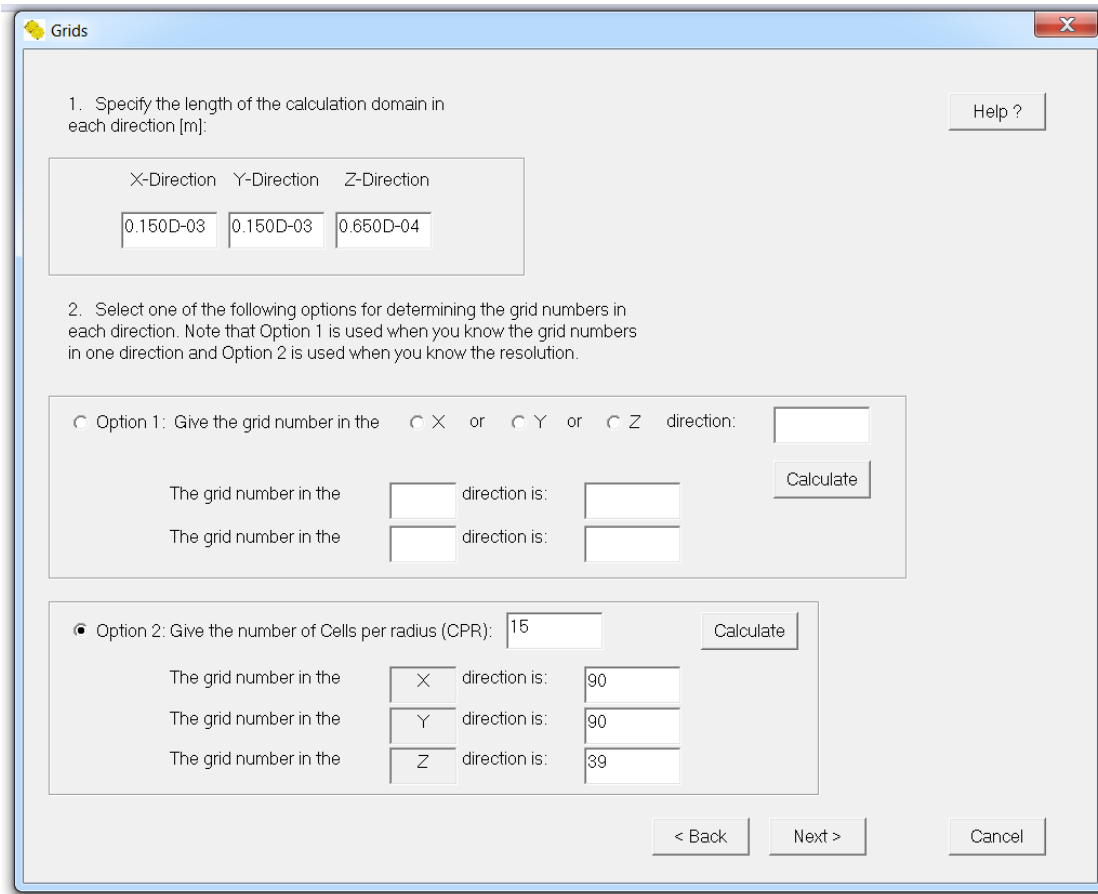 Grids
X
1. Specify the length of the calculation domain in
each direction [m]:
Help ?
X-Direction Y-Direction Z-Direction
0.150D-03 0.150D-03 0.650D-04
2. Select one of the following options for determining the grid numbers in
each direction. Note that Option 1 is used when you know the grid numbers
in one direction and Option 2 is used when you know the resolution.
Option 1: Give the grid number in the X or Y or Z direction:
Calculate
The grid number in the direction is:
The grid number in the direction is:
Option 2: Give the number of Cells per radius (CPR): 15 Calculate
The grid number in the X direction is: 90
The grid number in the Y direction is: 90
The grid number in the Z direction is: 39
< Back Next > Cancel